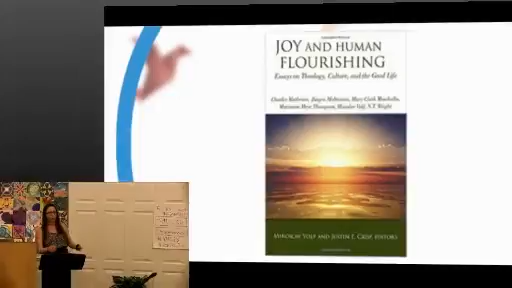 JOY AND HUMAN
FLOURISHING
Essays on Theology, Culture, and the Good Life
Charles Mathewes, Jürgen Moltmann, Mary Clark Moschella,
Marianne Meye Thompson, Miroslav Volf, N.T. Wright
MIROSLAV VOLF AND JUSTIN E. CRISP, EDITORS